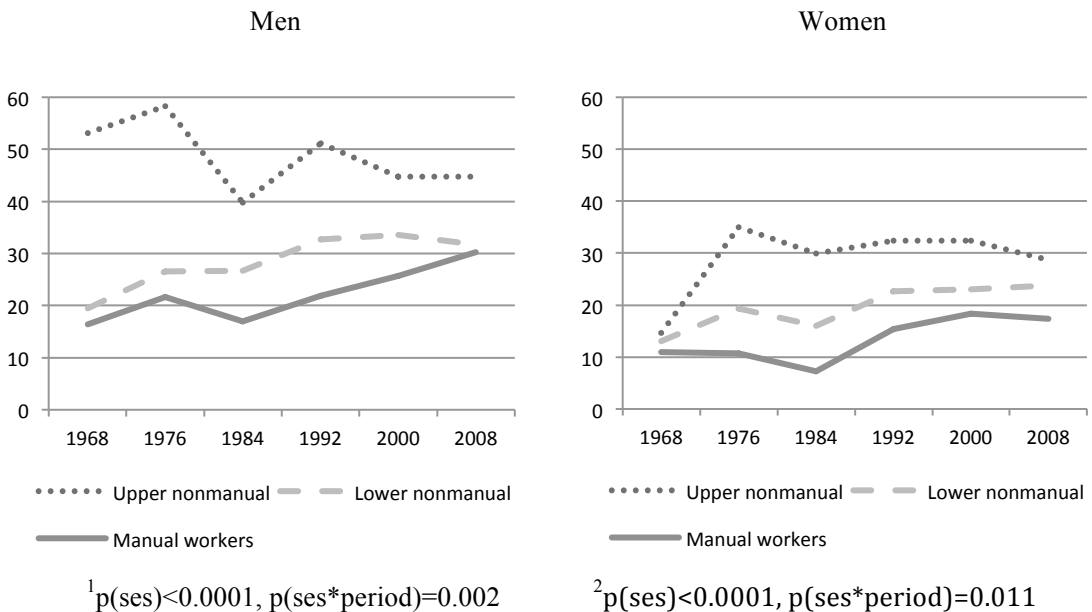 Men
60
50
40
30
20
10
0
1968 1976 1984 1992 2000 2008
Upper nonmanual Lower nonmanual
Manual workers
¹p(ses)<0.0001, p(ses*period)=0.002
Women
60
50
40
30
20
10
0
1968 1976 1984 1992 2000 2008
Upper nonmanual Lower nonmanual
Manual workers
²p(ses)<0.0001, p(ses*period)=0.011